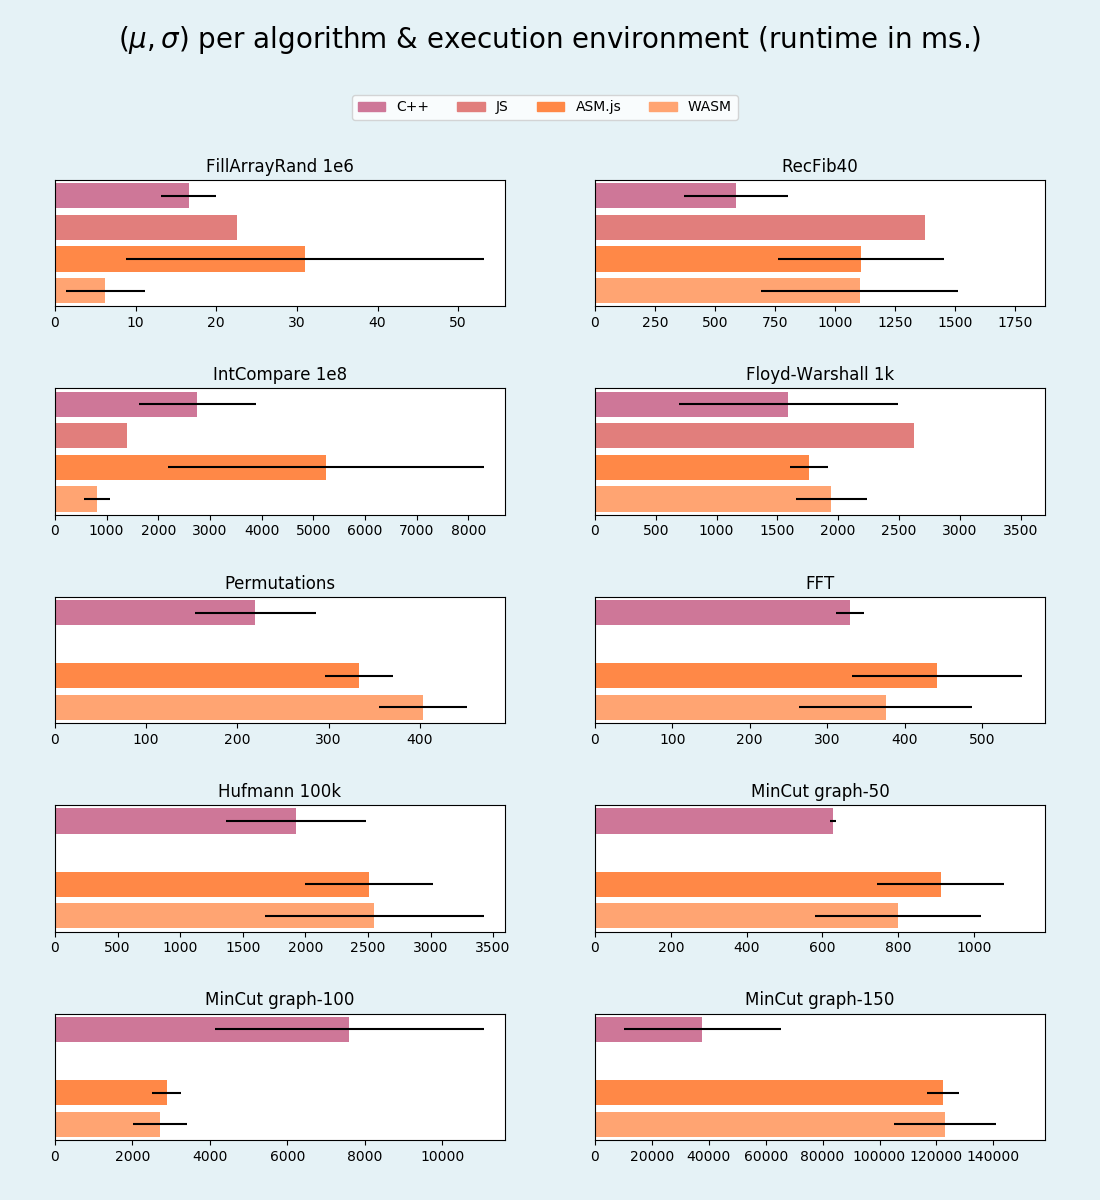 (μ, σ) per algorithm & execution environment (runtime in ms.)
C++ JS ASM.js WASM
FillArrayRand 1e6
0 10 20 30 40 50
RecFib40
0 250 500 750 1000 1250 1500 1750
IntCompare 1e8
0 1000 2000 3000 4000 5000 6000 7000 8000
Floyd-Warshall 1k
0 500 1000 1500 2000 2500 3000 3500
Permutations
0 100 200 300 400
FFT
0 100 200 300 400 500
Hufmann 100k
0 500 1000 1500 2000 2500 3000 3500
MinCut graph-50
0 200 400 600 800 1000
MinCut graph-100
0 2000 4000 6000 8000 10000
MinCut graph-150
0 20000 40000 60000 80000 100000 120000 140000